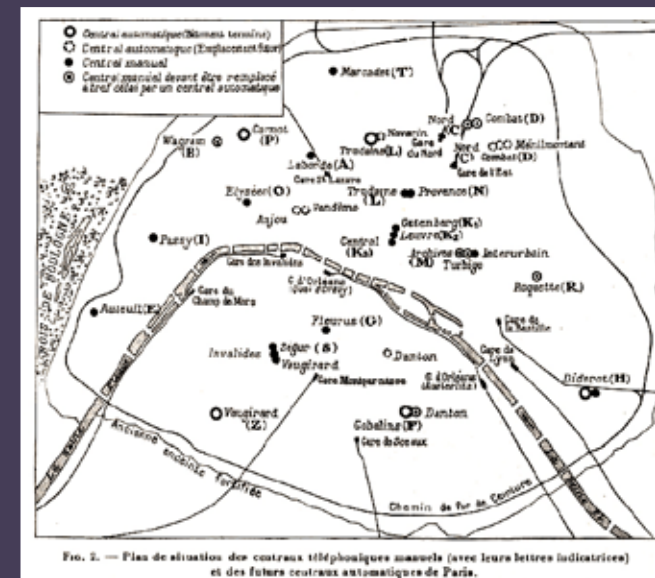 Central automatique (Bâtiment terminé)
Central automatique (Emplacement futur)
Central manuel
Central manuel devant être remplacé
à bref délai par un central automatique
Marcadet (T)
Nord
(C)
Combat (D)
Wagram
(E)
Carnot
(P)
Trudaine (L)
Navarin
Gare
du Nord
Nord
(C)
Combat (D)
Ménilmontant
Gare de l'Est
Laborde (A)
Gare St Lazare
Elysées (O)
Trudaine
(L)
Provence (N)
Anjou
Vendôme
Gutenberg (K₁)
Louvre (K₂)
Central
(K₃)
Passy (I)
Gare des Invalides
Archives
(M)
Turbigo
Interurbain
G. d'Orléans
(Quai d'Orsay)
Roquette (R)
BOIS DE BOULOGNE
Gare du
Champ de Mars
Auteuil (E)
Fleurus (G)
Gare de
la Bastille
Invalides
Ségur (S)
Vaugirard
Danton
Gare de
Lyon
Gare Montparnasse
G. d'Orléans
(Austerlitz)
Diderot (H)
Vaugirard
(Z)
Danton
Gobelins (F)
Gare de Sceaux
La Seine
Ancienne enceinte fortifiée
Chemin de fer de Ceinture
Fig. 2. — Plan de situation des centraux téléphoniques manuels (avec leurs lettres indicatrices)
et des futurs centraux automatiques de Paris.